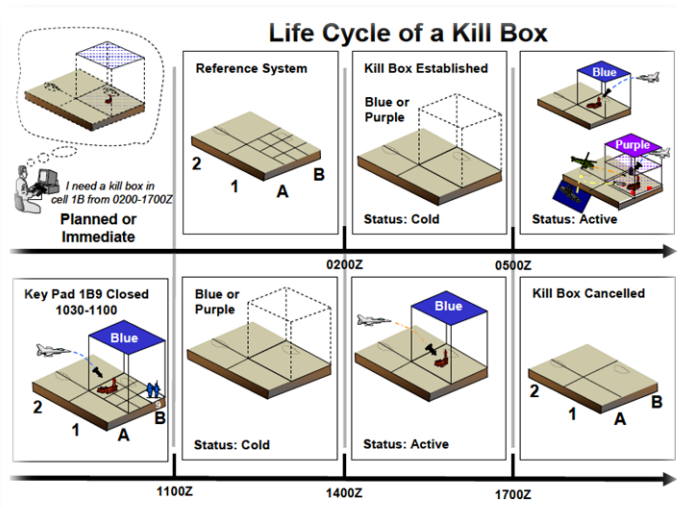 Life Cycle of a Kill Box
I need a kill box in
cell 1B from 0200-1700Z
Planned or
Immediate
Reference System
2
1
A
B
Kill Box Established
Blue or
Purple
Status: Cold
Blue
Purple
Status: Active
0200Z
0500Z
Key Pad 1B9 Closed
1030-1100
Blue
2
1
A
B
Blue or
Purple
Status: Cold
Blue
Status: Active
Kill Box Cancelled
2
1
A
B
1100Z
1400Z
1700Z